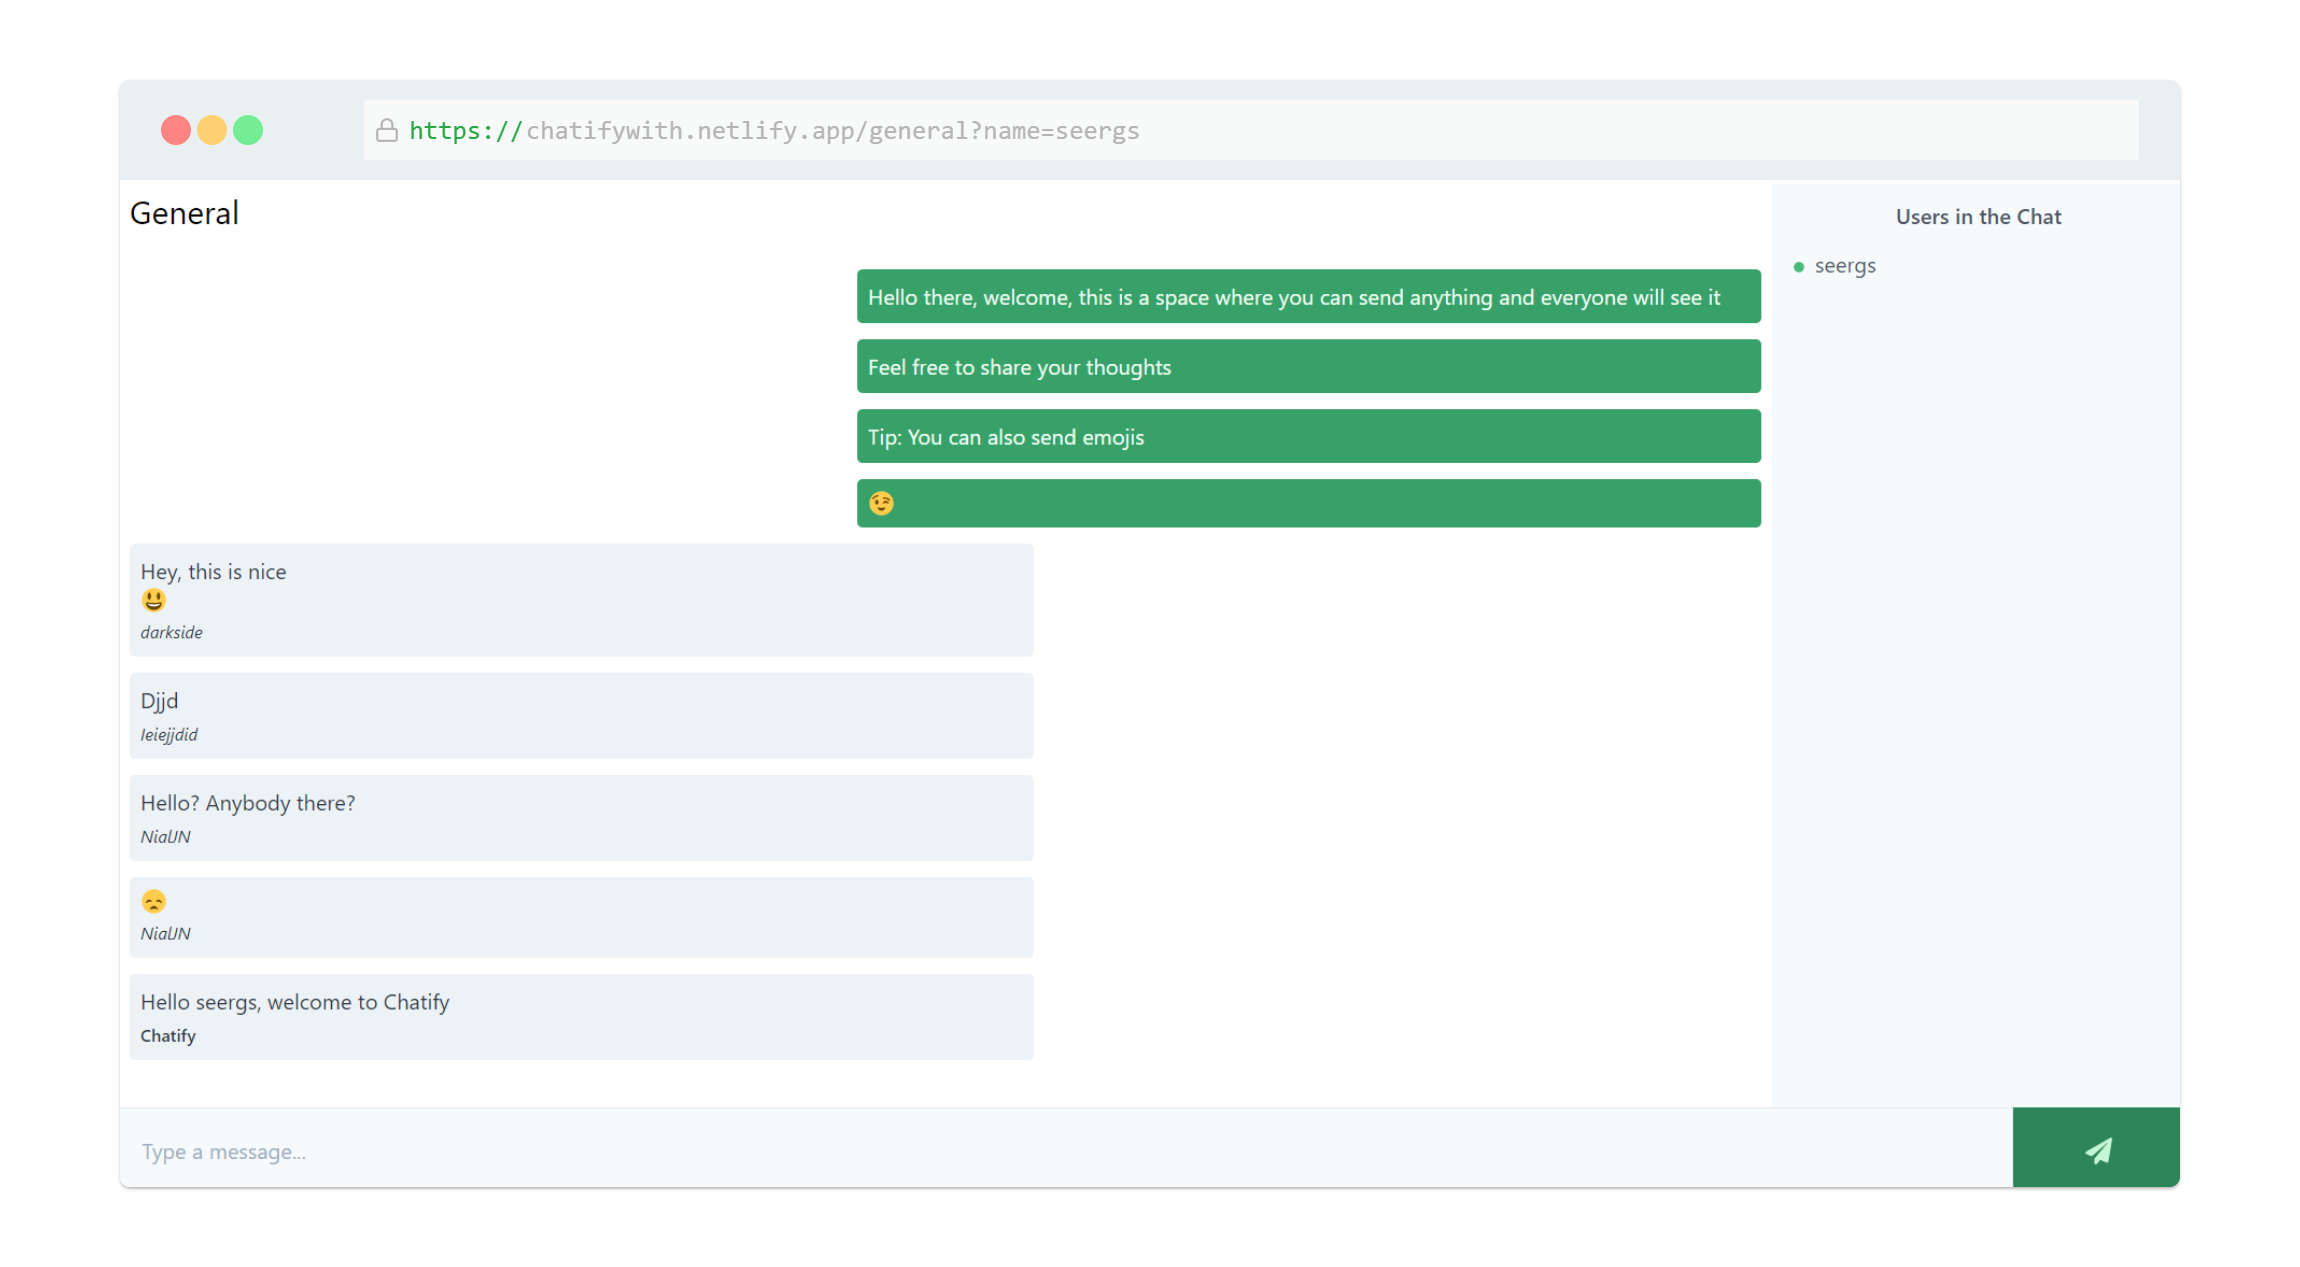 https://chatifywith.netlify.app/general?name=seergs
General
Users in the Chat
seergs
Hello there, welcome, this is a space where you can send anything and everyone will see it
Feel free to share your thoughts
Tip: You can also send emojis
😉
Hey, this is nice
😃
darkside
Djjd
Ieiejjdid
Hello? Anybody there?
NialJN
😞
NialJN
Hello seergs, welcome to Chatify
Chatify
Type a message...